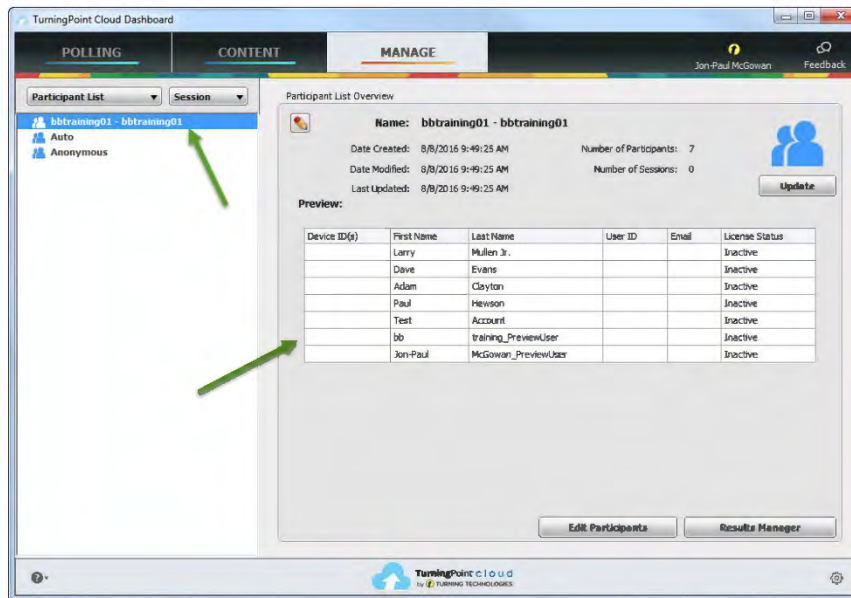 TurningPoint Cloud Dashboard
POLLING CONTENT MANAGE Jon-Paul McGowan Feedback
Participant List Session
bbtraining01 - bbtraining01
Auto
Anonymous
Participant List Overview
Name: bbtraining01 - bbtraining01
Date Created: 8/8/2016 9:49:25 AM Number of Participants: 7
Date Modified: 8/8/2016 9:49:25 AM Number of Sessions: 0
Last Updated: 8/8/2016 9:49:25 AM
Update
Preview:
Device ID(s) First Name Last Name User ID Email License Status
Larry Mullen Jr. Inactive
Dave Evans Inactive
Adam Clayton Inactive
Paul Hewson Inactive
Test Account Inactive
bb training_PreviewUser Inactive
Jon-Paul McGowan_PreviewUser Inactive
Edit Participants Results Manager
TurningPoint cloud
by TURNING TECHNOLOGIES